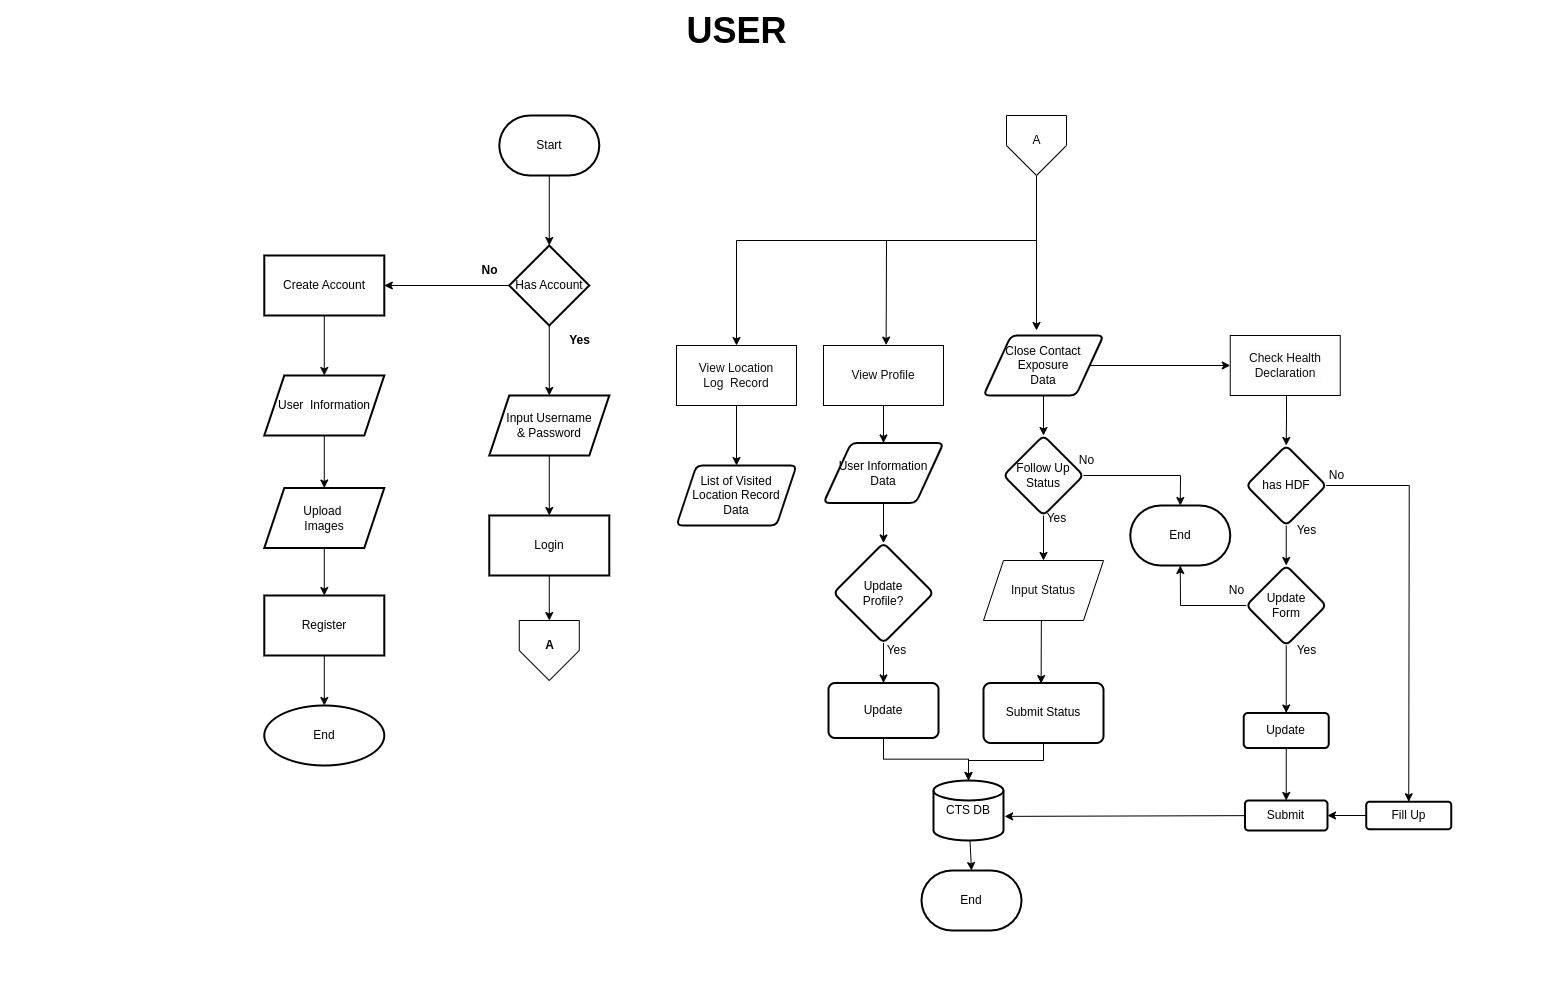 USER
Start
Has Account
No
Yes
Create Account
User  Information
Upload
Images
Register
End
Input Username
& Password
Login
A
A
View Location
Log  Record
List of Visited
Location Record
Data
View Profile
User Information
Data
Update
Profile?
Yes
Update
Close Contact
Exposure
Data
Follow Up
Status
No
Yes
Input Status
Submit Status
End
Check Health
Declaration
has HDF
No
Yes
Update
Form
No
Yes
Update
Submit
Fill Up
CTS DB
End